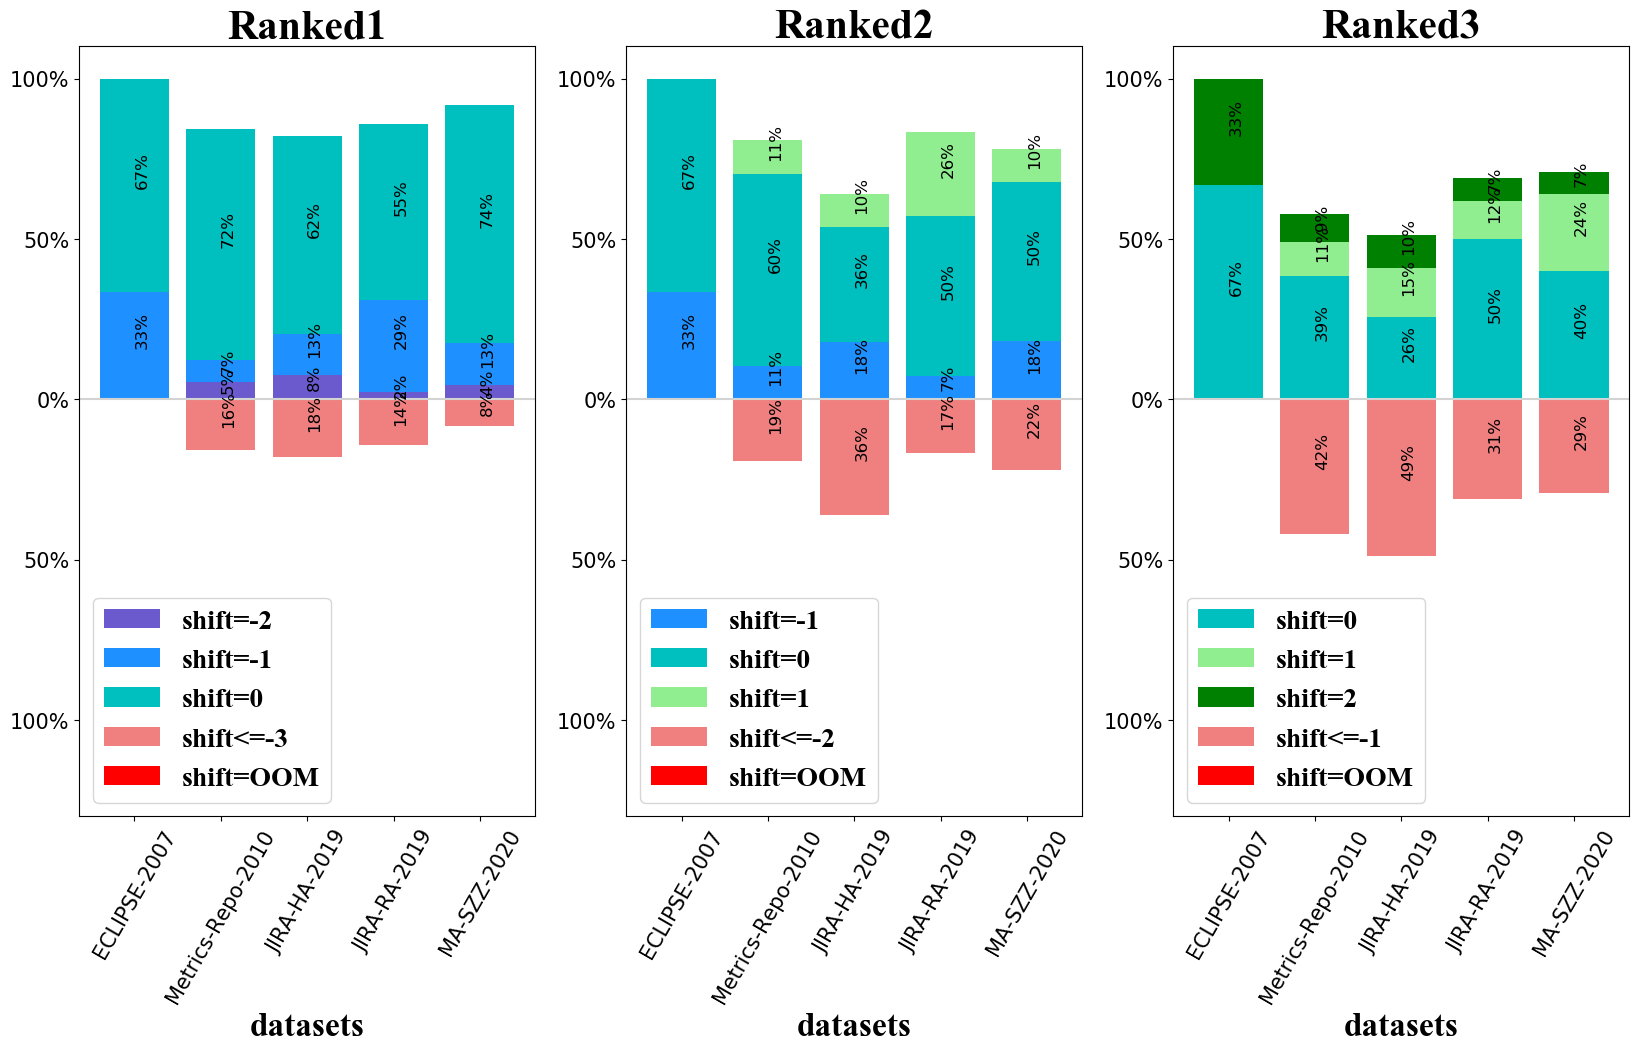 Ranked1
100%
50%
0%
50%
100%
67%
33%
72%
7%
5%
16%
62%
13%
8%
18%
55%
29%
2%
14%
74%
13%
4%
8%
shift=-2
shift=-1
shift=0
shift<=-3
shift=OOM
ECLIPSE-2007
Metrics-Repo-2010
JIRA-HA-2019
JIRA-RA-2019
MA-SZZ-2020
datasets
Ranked2
100%
50%
0%
50%
100%
67%
33%
11%
60%
11%
19%
10%
36%
18%
36%
26%
50%
7%
17%
10%
50%
18%
22%
shift=-1
shift=0
shift=1
shift<=-2
shift=OOM
ECLIPSE-2007
Metrics-Repo-2010
JIRA-HA-2019
JIRA-RA-2019
MA-SZZ-2020
datasets
Ranked3
100%
50%
0%
50%
100%
33%
67%
9%
11%
39%
42%
10%
15%
26%
49%
7%
12%
50%
31%
7%
24%
40%
29%
shift=0
shift=1
shift=2
shift<=-1
shift=OOM
ECLIPSE-2007
Metrics-Repo-2010
JIRA-HA-2019
JIRA-RA-2019
MA-SZZ-2020
datasets